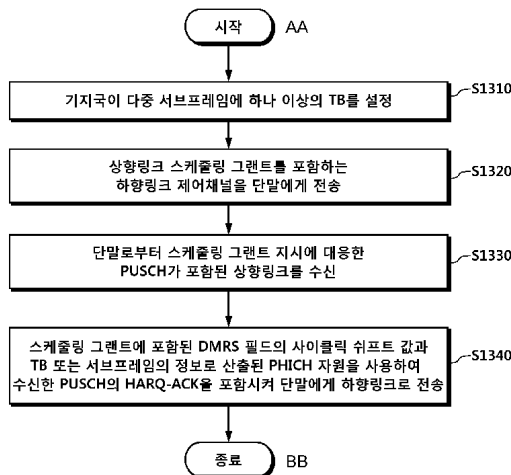 시작
AA
기지국이 다중 서브프레임에 하나 이상의 TB를 설정
S1310
상향링크 스케줄링 그랜트를 포함하는
하향링크 제어채널을 단말에게 전송
S1320
단말로부터 스케줄링 그랜트 지시에 대응한
PUSCH가 포함된 상향링크를 수신
S1330
스케줄링 그랜트에 포함된 DMRS 필드의 사이클릭 쉬프트 값과
TB 또는 서브프레임의 정보로 산출된 PHICH 자원을 사용하여
수신한 PUSCH의 HARQ-ACK을 포함시켜 단말에게 하향링크로 전송
S1340
종료
BB